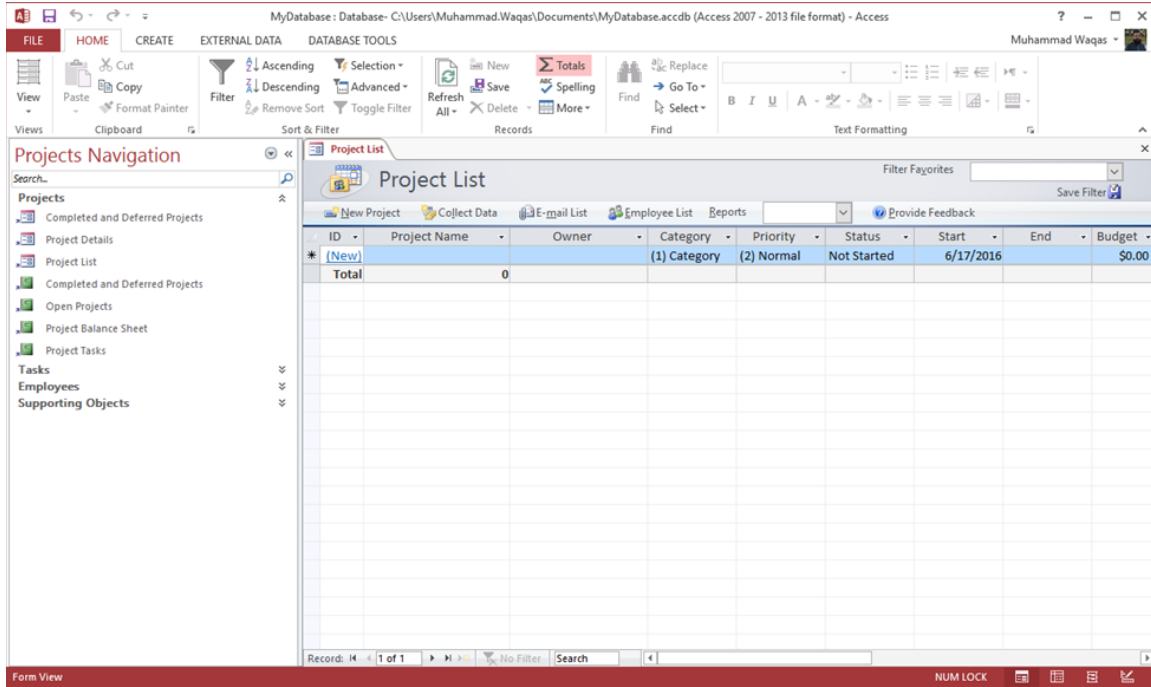 MyDatabase : Database- C:\Users\Muhammad.Waqas\Documents\MyDatabase.accdb (Access 2007 - 2013 file format) - Access
FILE HOME CREATE EXTERNAL DATA DATABASE TOOLS Muhammad Waqas
View
Views
Paste
Cut
Copy
Format Painter
Clipboard
Filter
Ascending
Descending
Remove Sort
Selection
Advanced
Toggle Filter
Sort & Filter
Refresh
All
New
Save
Delete
Totals
Spelling
More
Records
Find
Replace
Go To
Select
Find
B I U A
Text Formatting
Projects Navigation
Search...
Projects
Completed and Deferred Projects
Project Details
Project List
Completed and Deferred Projects
Open Projects
Project Balance Sheet
Project Tasks
Tasks
Employees
Supporting Objects
Project List
Project List
Filter Favorites
Save Filter
New Project Collect Data E-mail List Employee List Reports Provide Feedback
ID Project Name Owner Category Priority Status Start End Budget
(New) (1) Category (2) Normal Not Started 6/17/2016 $0.00
Total 0
Record: 1 of 1 No Filter Search
Form View NUM LOCK